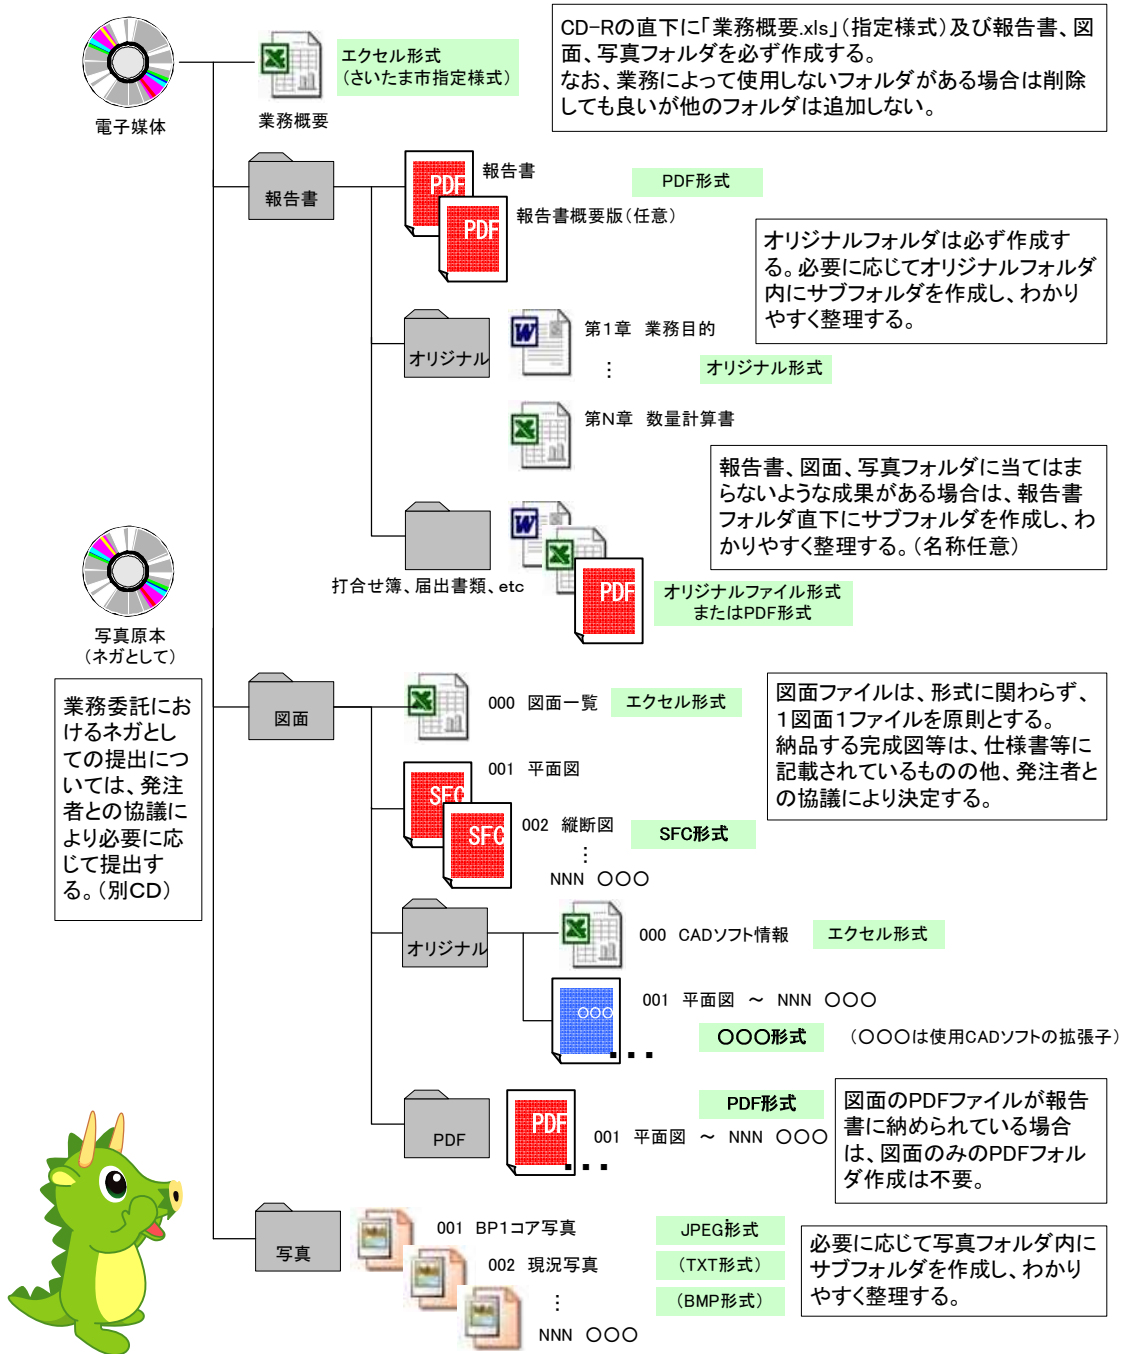 CD-Rの直下に「業務概要.xls」(指定様式)及び報告書、図
面、写真フォルダを必ず作成する。
なお、業務によって使用しないフォルダがある場合は削除
しても良いが他のフォルダは追加しない。
エクセル形式
(さいたま市指定様式)
電子媒体
業務概要
報告書
PDF
報告書
PDF形式
PDF
報告書概要版(任意)
オリジナルフォルダは必ず作成す
る。必要に応じてオリジナルフォルダ
内にサブフォルダを作成し、わかり
やすく整理する。
オリジナル
第1章 業務目的
⋮
オリジナル形式
第N章 数量計算書
報告書、図面、写真フォルダに当てはま
らないような成果がある場合は、報告書
フォルダ直下にサブフォルダを作成し、わ
かりやすく整理する。(名称任意)
打合せ簿、届出書類、etc
PDF
オリジナルファイル形式
またはPDF形式
写真原本
(ネガとして)
業務委託にお
けるネガとし
ての提出につ
いては、発注
者との協議に
より必要に応
じて提出す
る。(別CD)
図面
000 図面一覧
エクセル形式
図面ファイルは、形式に関わらず、
1図面1ファイルを原則とする。
納品する完成図等は、仕様書等に
記載されているものの他、発注者と
の協議により決定する。
001 平面図
SFC
SFC
002 縦断図
SFC形式
⋮
NNN 〇〇〇
オリジナル
000 CADソフト情報
エクセル形式
〇〇〇
001 平面図 ~ NNN 〇〇〇
〇〇〇形式
(〇〇〇は使用CADソフトの拡張子)
PDF
PDF
PDF形式
001 平面図 ~ NNN 〇〇〇
図面のPDFファイルが報告
書に納められている場合
は、図面のみのPDFフォル
ダ作成は不要。
写真
001 BP1コア写真
JPEG形式
002 現況写真
(TXT形式)
⋮
(BMP形式)
NNN 〇〇〇
必要に応じて写真フォルダ内に
サブフォルダを作成し、わかり
やすく整理する。